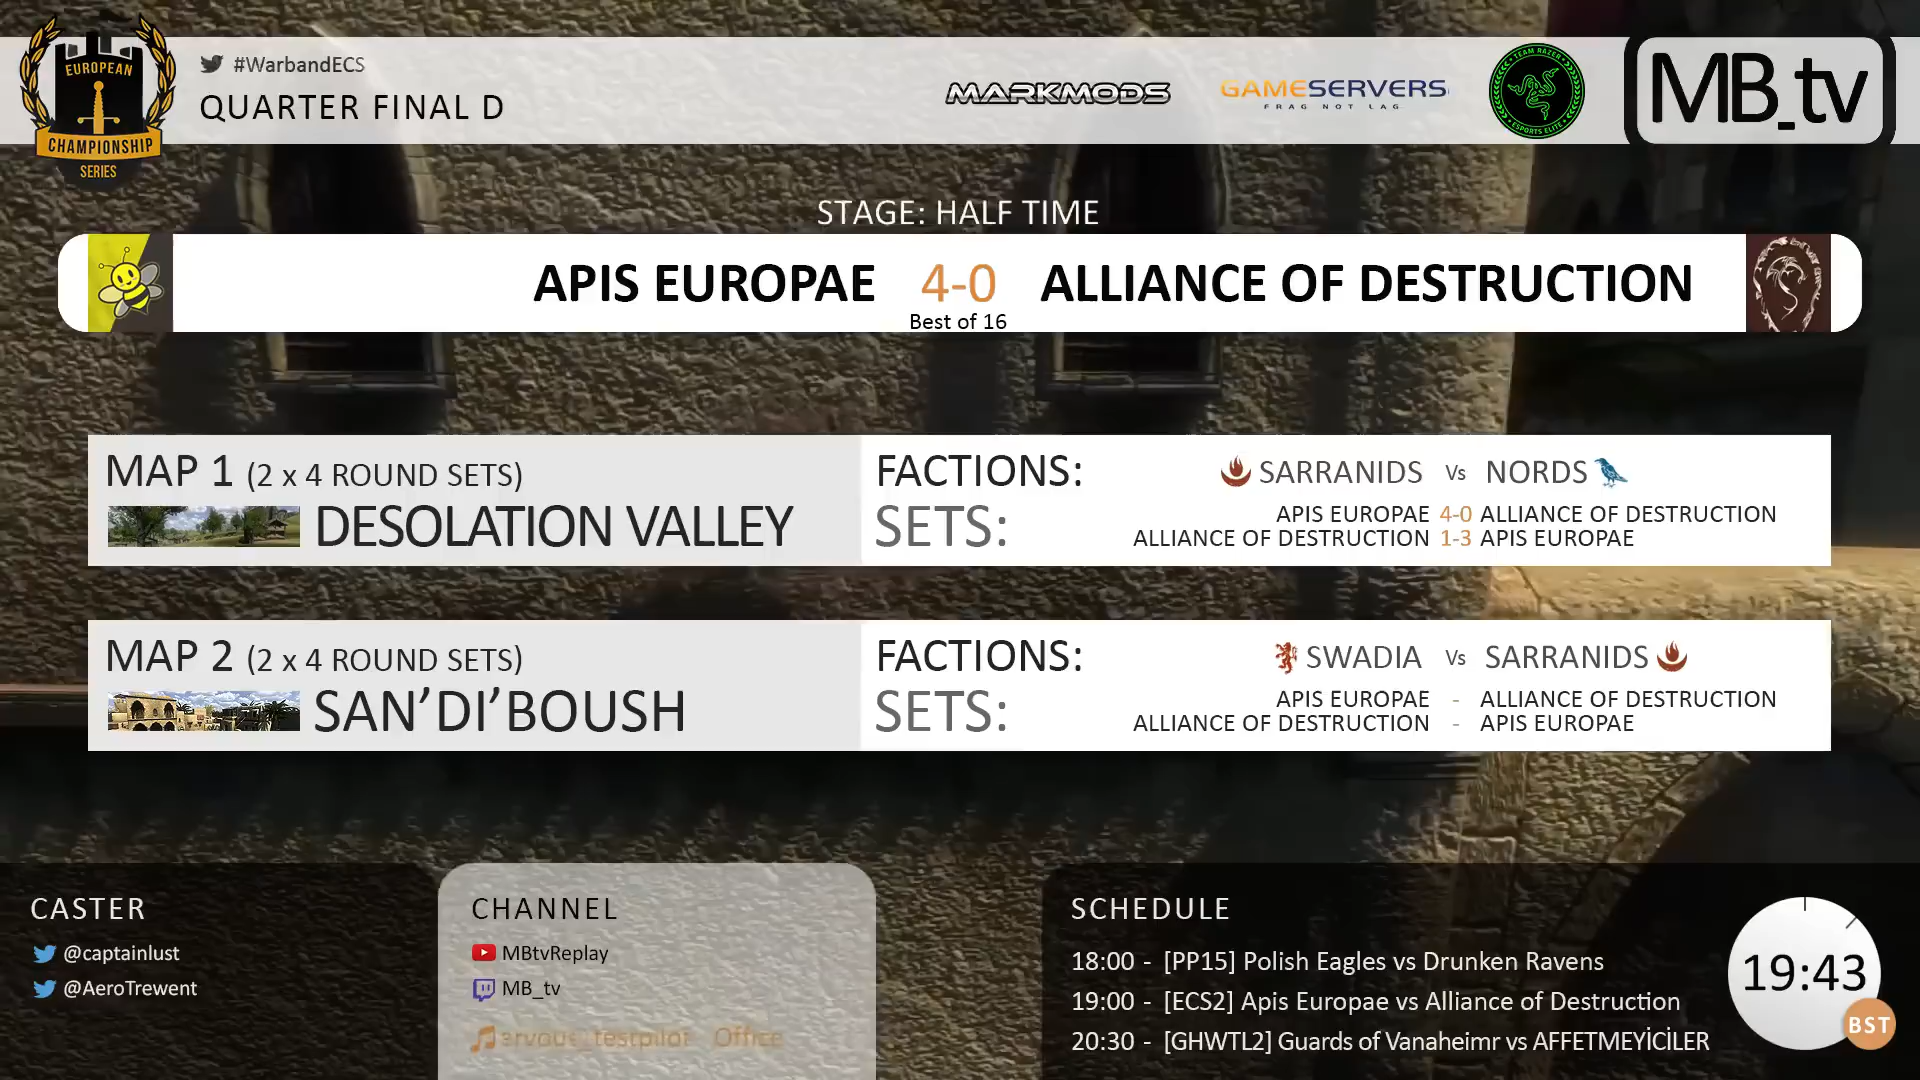 EUROPEAN
CHAMPIONSHIP
SERIES
#WarbandECS
QUARTER FINAL D
MARKMODS
GAMESERVERS
FRAG NOT LAG
TEAM RAZER
ESPORTS ELITE
MB_tv
STAGE: HALF TIME
APIS EUROPAE 4-0 ALLIANCE OF DESTRUCTION
Best of 16
MAP 1 (2 x 4 ROUND SETS)
DESOLATION VALLEY
FACTIONS: SARRANIDS Vs NORDS
SETS:
APIS EUROPAE 4-0 ALLIANCE OF DESTRUCTION
ALLIANCE OF DESTRUCTION 1-3 APIS EUROPAE
MAP 2 (2 x 4 ROUND SETS)
SAN’DI’BOUSH
FACTIONS: SWADIA Vs SARRANIDS
SETS:
APIS EUROPAE - ALLIANCE OF DESTRUCTION
ALLIANCE OF DESTRUCTION - APIS EUROPAE
CASTER
@captainlust
@AeroTrewent
CHANNEL
MBtvReplay
MB_tv
ervous_testpilot Office
SCHEDULE
18:00 - [PP15] Polish Eagles vs Drunken Ravens
19:00 - [ECS2] Apis Europae vs Alliance of Destruction
20:30 - [GHWTL2] Guards of Vanaheimr vs AFFETMEYİCİLER
19:43
BST